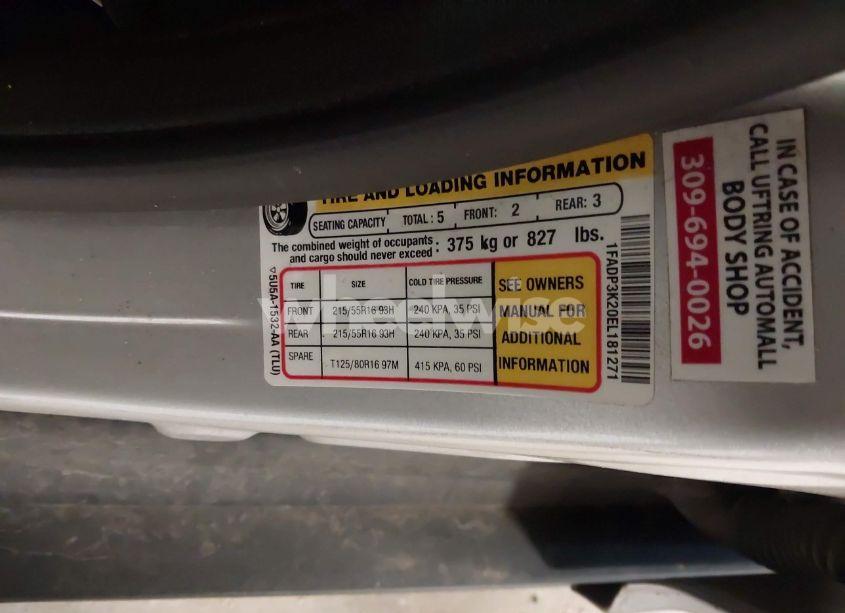 TIRE AND LOADING INFORMATION
SEATING CAPACITY TOTAL : 5 FRONT: 2 REAR: 3
The combined weight of occupants and cargo should never exceed : 375 kg or 827 lbs.
TIRE SIZE COLD TIRE PRESSURE
FRONT 215/55R16 93H 240 KPA, 35 PSI
REAR 215/55R16 93H 240 KPA, 35 PSI
SPARE T125/80R16 97M 415 KPA, 60 PSI
SEE OWNERS
MANUAL FOR
ADDITIONAL
INFORMATION
5U5A-1532-AA (TLU)
1FADP3K20EL181271
IN CASE OF ACCIDENT,
CALL UFTRING AUTOMALL
BODY SHOP
309-694-0026
wheelwise